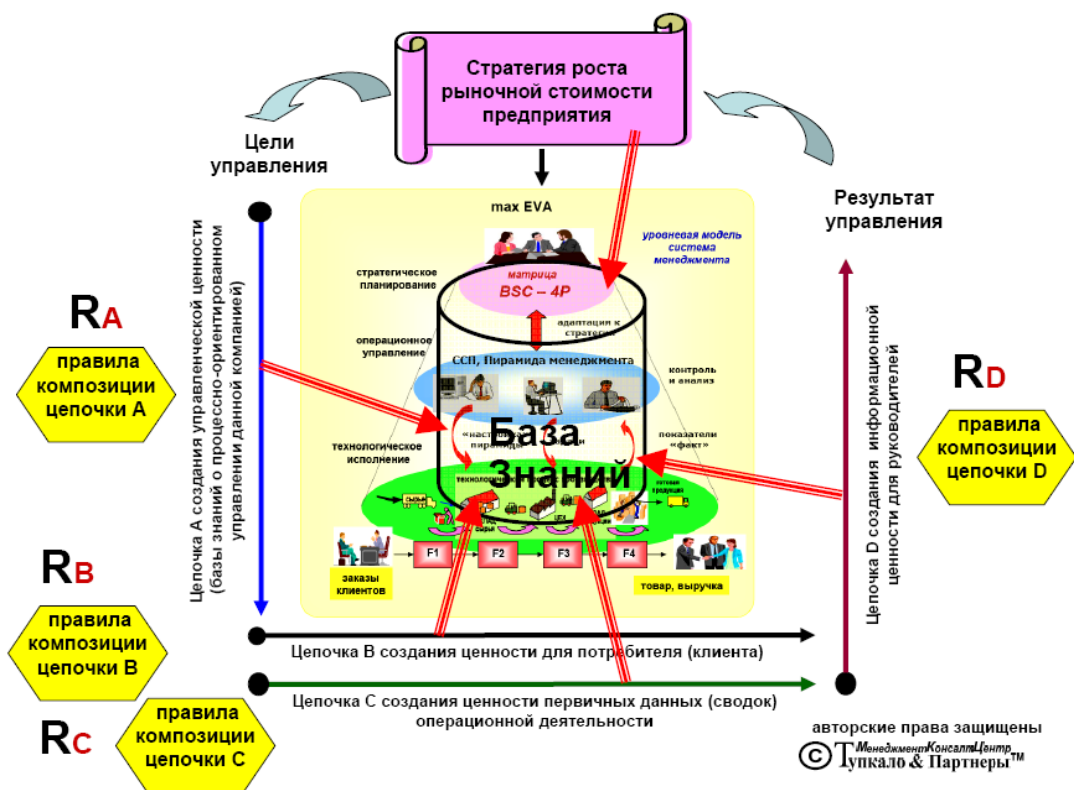 Стратегия роста
рыночной стоимости
предприятия
Цели
управления
Результат
управления
max EVA
уровневая модель
система
менеджмента
стратегическое
планирование
матрица
BSC – 4P
адаптация к
стратегии
операционное
управление
ССП, Пирамида менеджмента
контроль
и анализ
База
Знаний
технологическое
исполнение
показатели
«факт»
сырье
готовая
продукция
F1
F2
F3
F4
заказы
клиентов
товар, выручка
RA
правила
композиции
цепочки A
RB
правила
композиции
цепочки B
RC
правила
композиции
цепочки C
RD
правила
композиции
цепочки D
Цепочка A создания управленческой ценности
(базы знаний о процессно-ориентированном
управлении данной компанией)
Цепочка D создания информационной
ценности для руководителей
Цепочка B создания ценности для потребителя (клиента)
Цепочка C создания ценности первичных данных (сводок)
операционной деятельности
авторские права защищены
МенеджментКонсалтЦентр
© Тупкало & Партнеры™